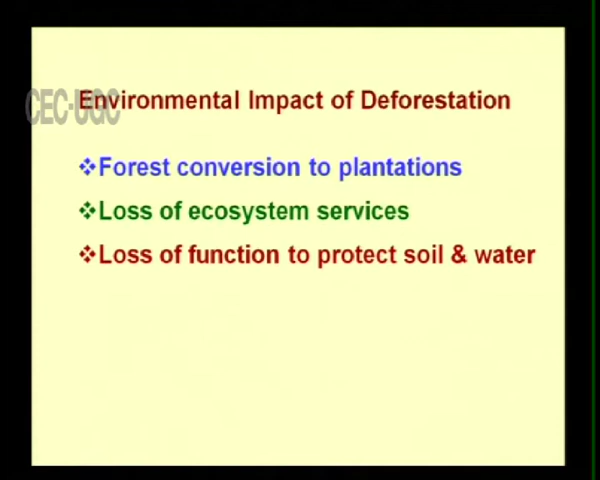 Environmental Impact of Deforestation
CEC-UGC
❖Forest conversion to plantations
❖Loss of ecosystem services
❖Loss of function to protect soil & water